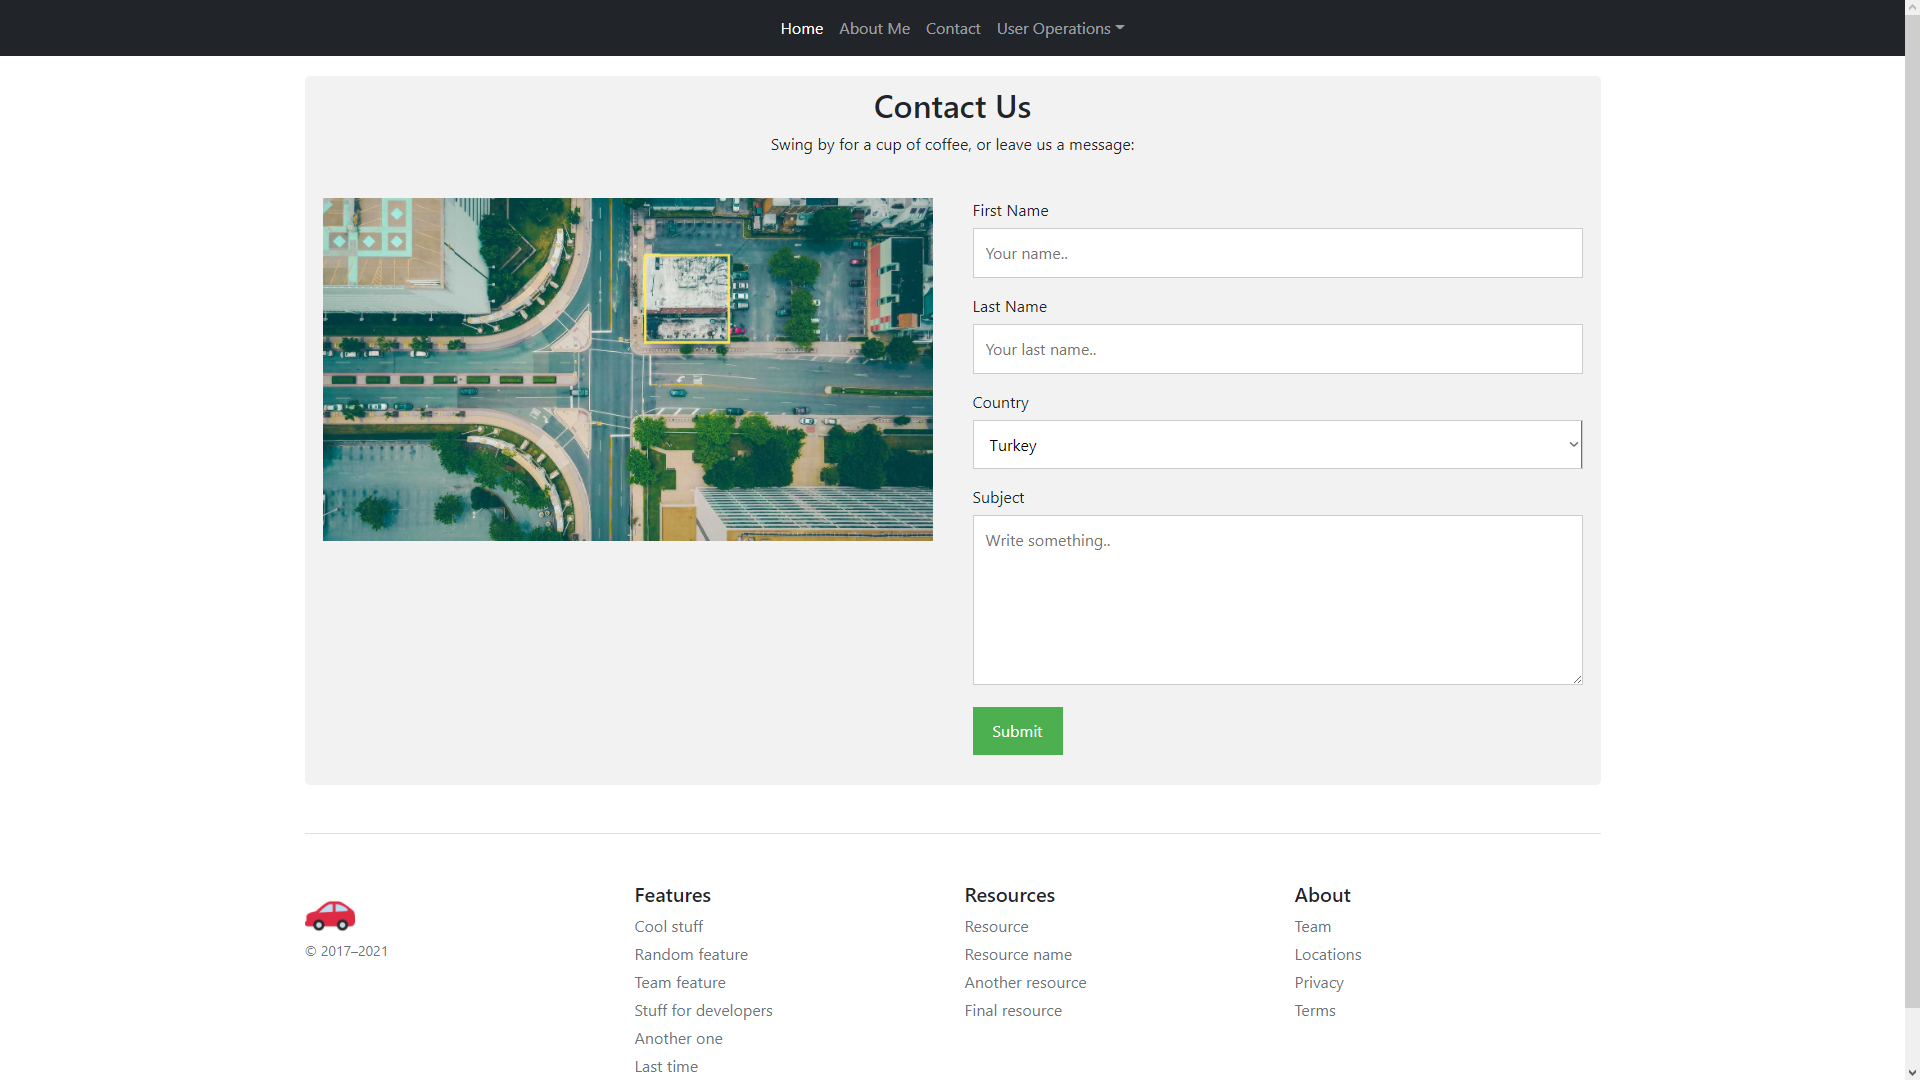 Home About Me Contact User Operations
Contact Us
Swing by for a cup of coffee, or leave us a message:
First Name
Your name..
Last Name
Your last name..
Country
Turkey
Subject
Write something..
Submit
© 2017–2021
Features
Cool stuff
Random feature
Team feature
Stuff for developers
Another one
Last time
Resources
Resource
Resource name
Another resource
Final resource
About
Team
Locations
Privacy
Terms